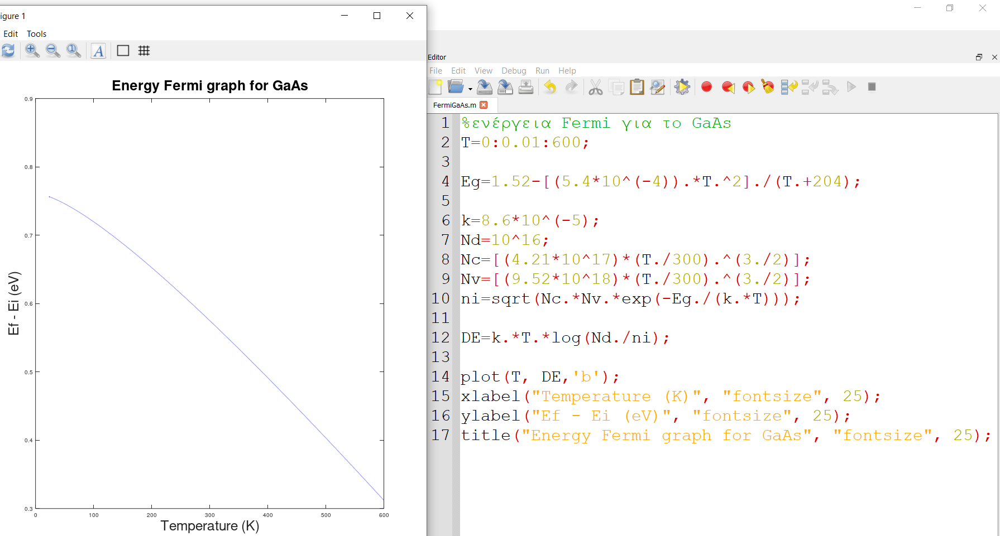 igure 1
Edit Tools
Energy Fermi graph for GaAs
0.9
0.8
0.7
0.6
0.5
0.4
0.3
Ef - Ei (eV)
0 100 200 300 400 500 600
Temperature (K)
Editor
File Edit View Debug Run Help
FermiGaAs.m
1 %ενέργεια Fermi για το GaAs
2 T=0:0.01:600;
3
4 Eg=1.52-[(5.4*10^(-4)).*T.^2]./(T.+204);
5
6 k=8.6*10^(-5);
7 Nd=10^16;
8 Nc=[(4.21*10^17)*(T./300).^(3./2)];
9 Nv=[(9.52*10^18)*(T./300).^(3./2)];
10 ni=sqrt(Nc.*Nv.*exp(-Eg./(k.*T)));
11
12 DE=k.*T.*log(Nd./ni);
13
14 plot(T, DE,'b');
15 xlabel("Temperature (K)", "fontsize", 25);
16 ylabel("Ef - Ei (eV)", "fontsize", 25);
17 title("Energy Fermi graph for GaAs", "fontsize", 25);